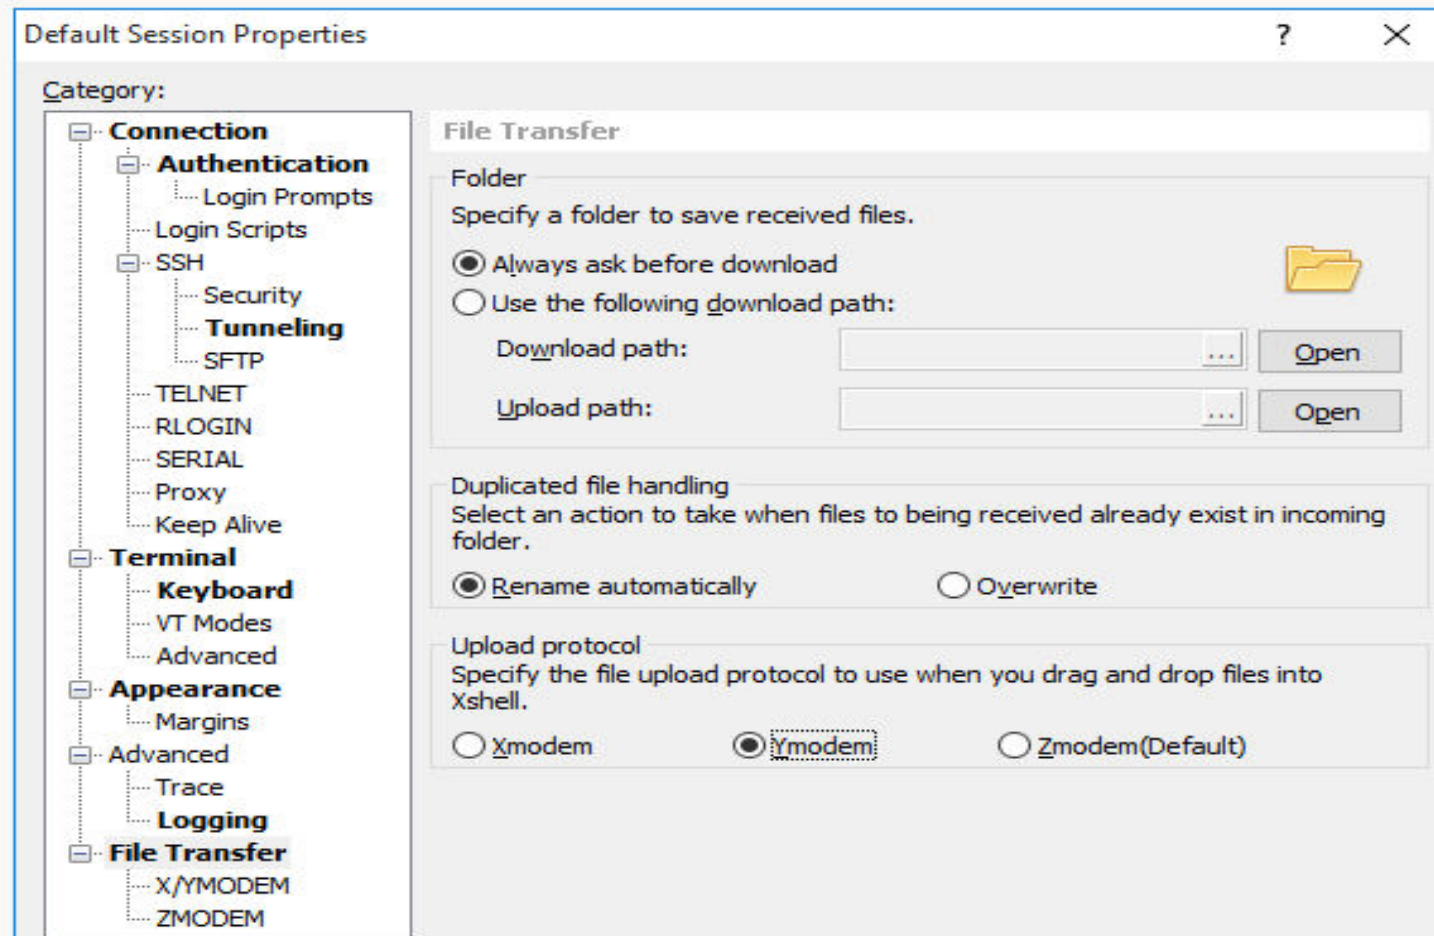 Default Session Properties
?
Category:
Connection
Authentication
Login Prompts
Login Scripts
SSH
Security
Tunneling
SFTP
TELNET
RLOGIN
SERIAL
Proxy
Keep Alive
Terminal
Keyboard
VT Modes
Advanced
Appearance
Margins
Advanced
Trace
Logging
File Transfer
X/YMODEM
ZMODEM
File Transfer
Folder
Specify a folder to save received files.
Always ask before download
Use the following download path:
Download path: ... Open
Upload path: ... Open
Duplicated file handling
Select an action to take when files to being received already exist in incoming
folder.
Rename automatically Overwrite
Upload protocol
Specify the file upload protocol to use when you drag and drop files into
Xshell.
Xmodem Ymodem Zmodem(Default)